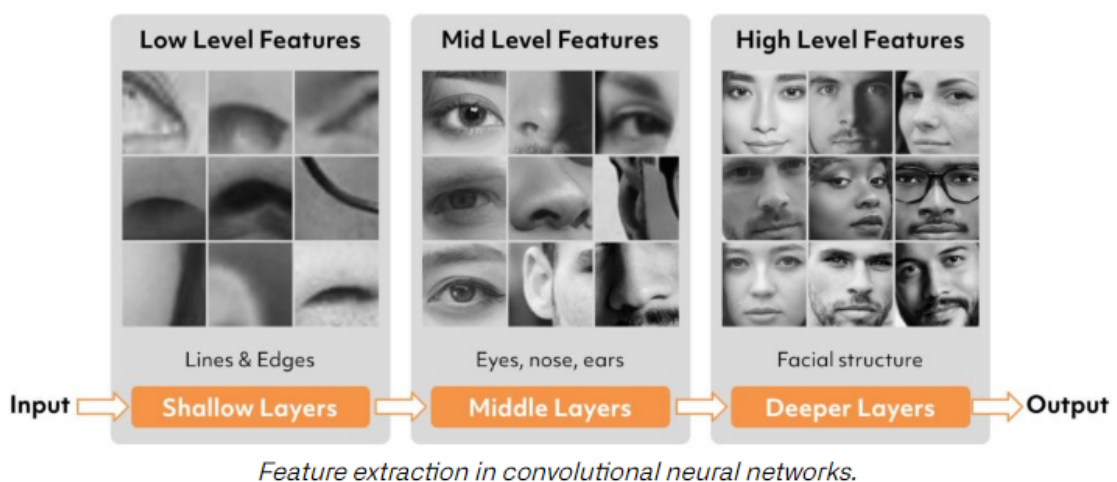 Low Level Features
Mid Level Features
High Level Features
Lines & Edges
Eyes, nose, ears
Facial structure
Input
Shallow Layers
Middle Layers
Deeper Layers
Output
Feature extraction in convolutional neural networks.